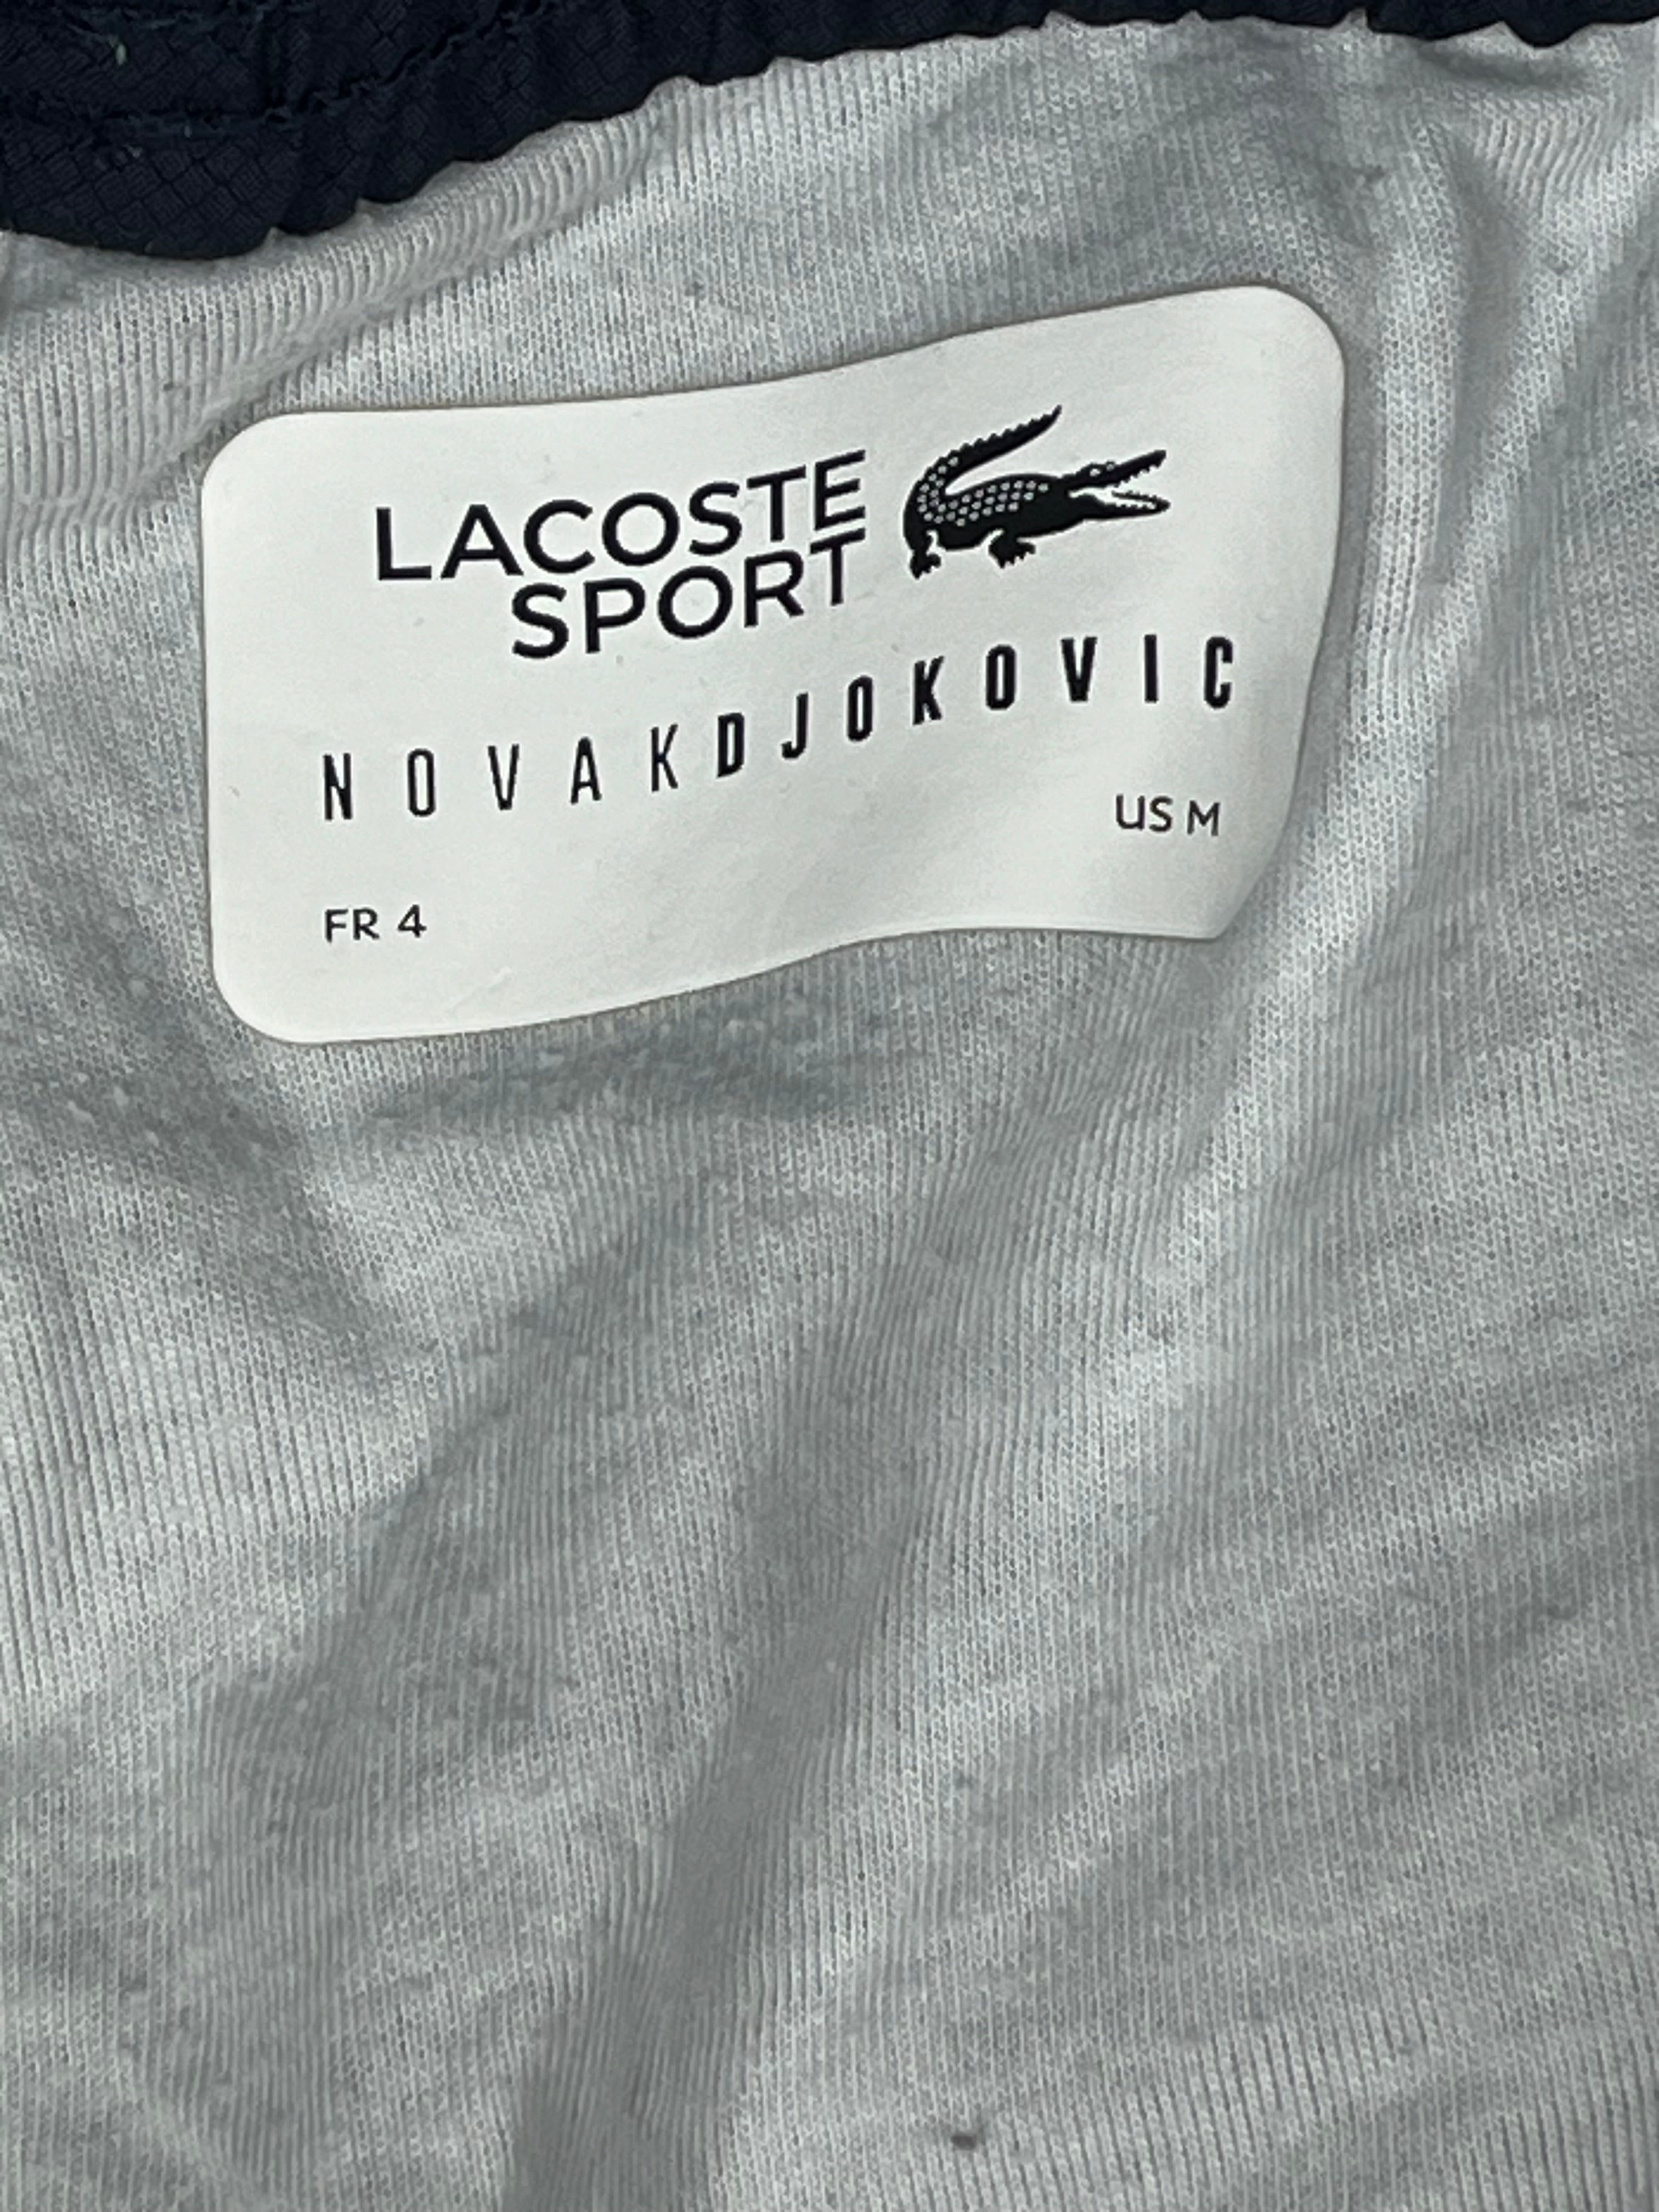 LACOSTE
SPORT
NOVAKDJOKOVIC
FR 4
US M